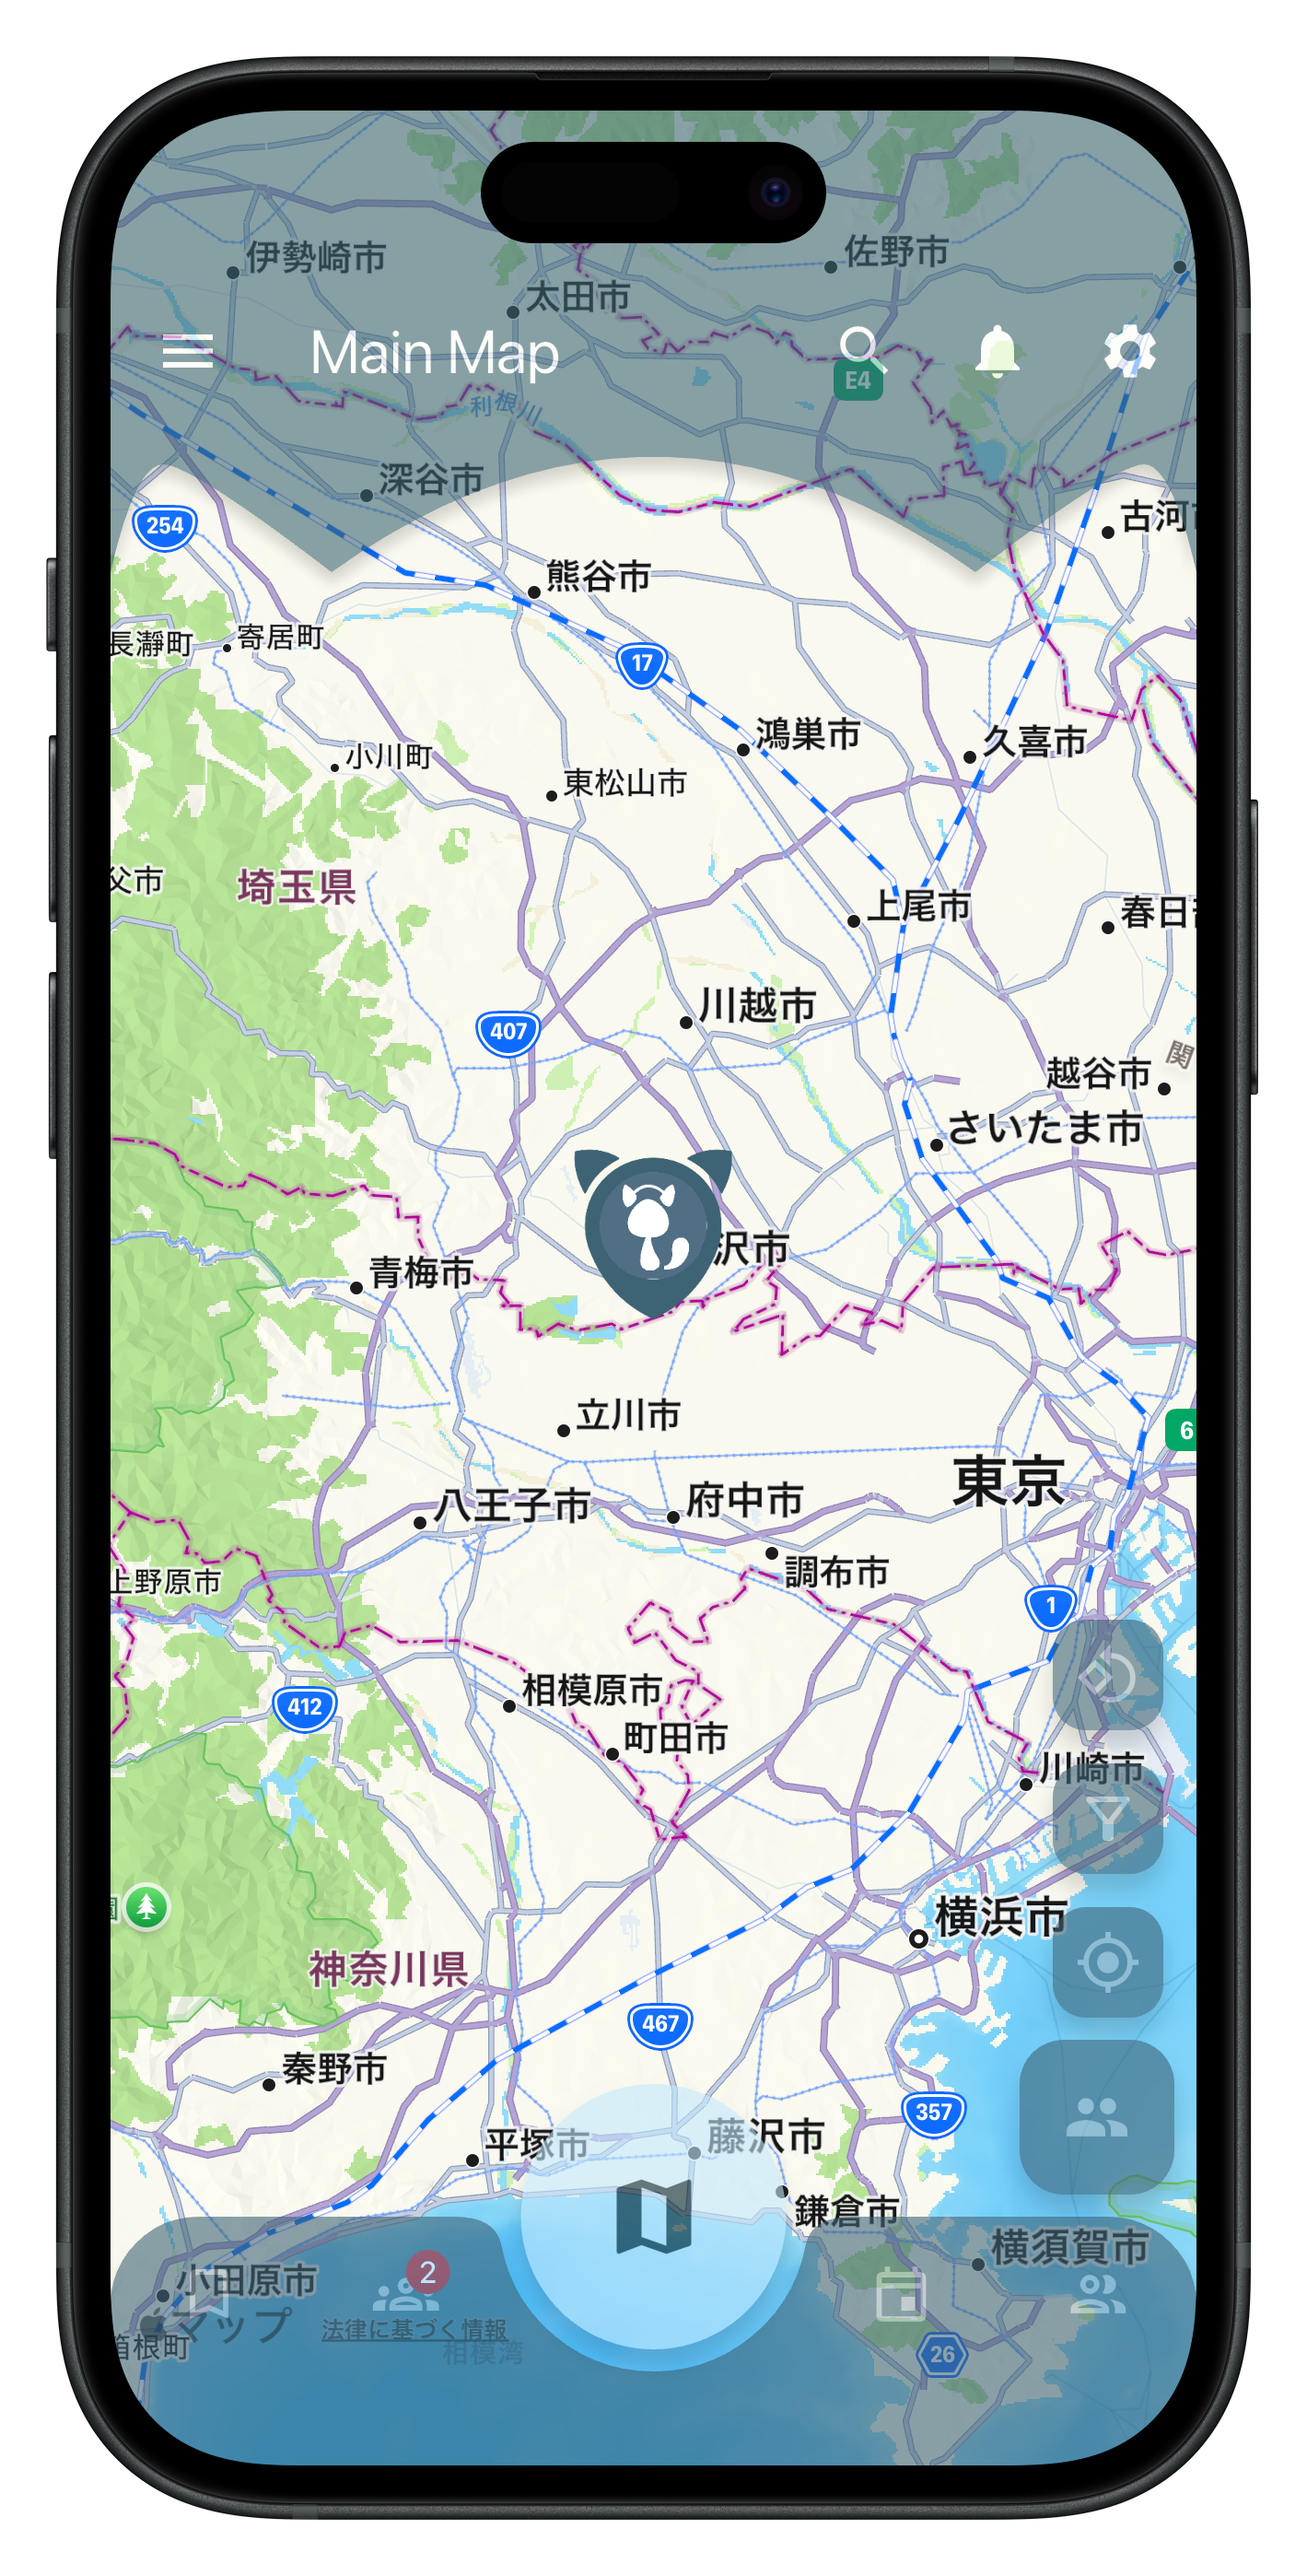 伊勢崎市
佐野市
太田市
Main Map
E4
利根川
深谷市
254
古河
熊谷市
長瀞町
寄居町
17
鴻巣市
久喜市
小川町
東松山市
父市
埼玉県
上尾市
春日
川越市
407
関
越谷市
さいたま市
沢市
青梅市
立川市
6
東京
八王子市
府中市
調布市
上野原市
1
相模原市
412
町田市
川崎市
横浜市
神奈川県
467
秦野市
357
藤沢市
平塚市
鎌倉市
横須賀市
小田原市
2
マップ
法律に基づく情報
箱根町
相模湾
26